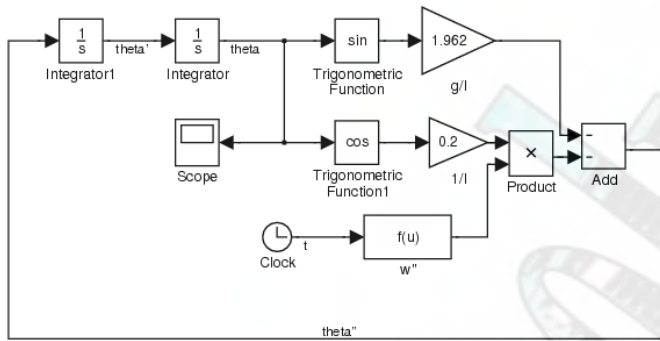 1
s
Integrator1
theta'
1
s
Integrator
theta
sin
Trigonometric
Function
1.962
g/l
Scope
cos
Trigonometric
Function1
0.2
1/l
×
Product
-
-
Add
Clock
t
f(u)
w"
theta"